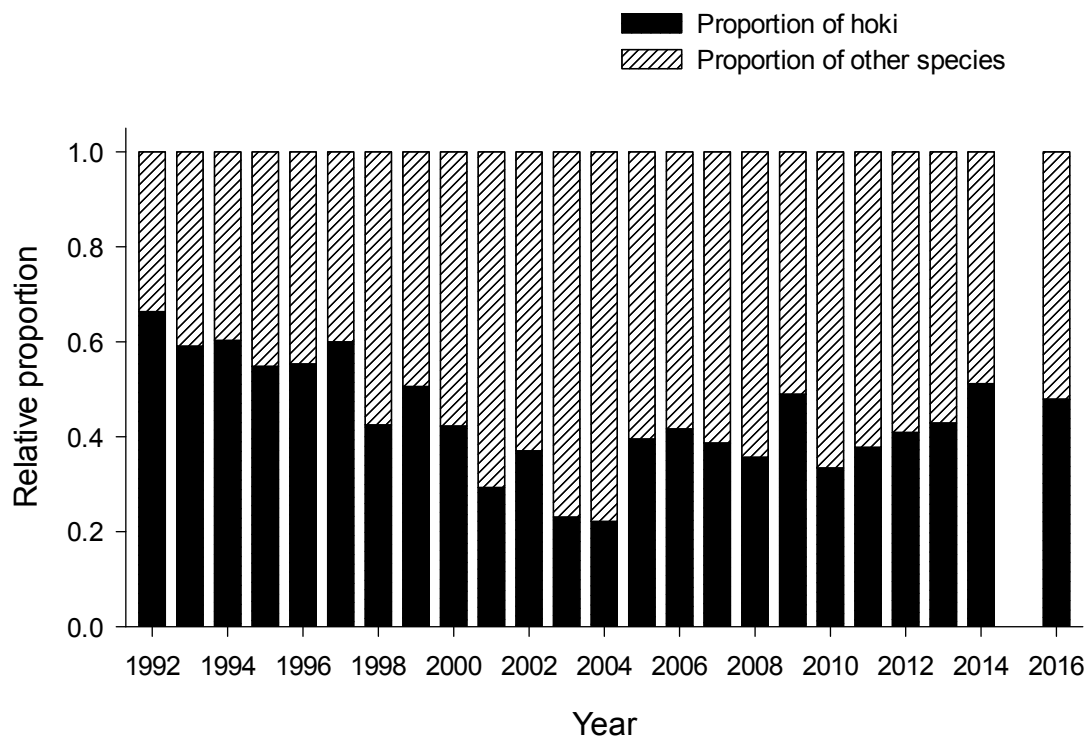 Proportion of hoki
Proportion of other species
Relative proportion
1.0
0.8
0.6
0.4
0.2
0.0
1992 1994 1996 1998 2000 2002 2004 2006 2008 2010 2012 2014 2016
Year